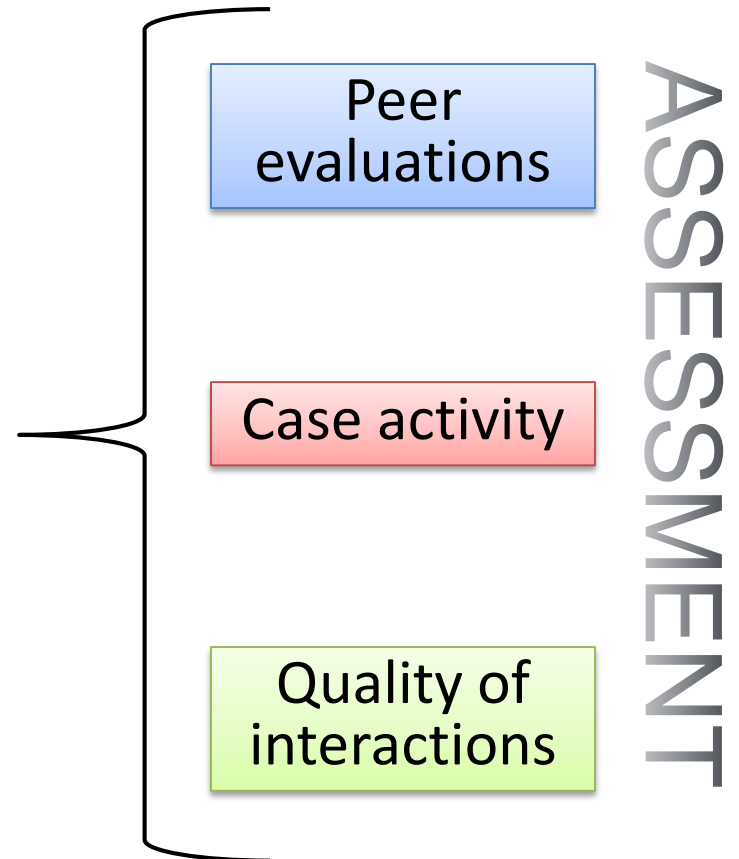 Peer
evaluations
Case activity
Quality of
interactions
ASSESSMENT